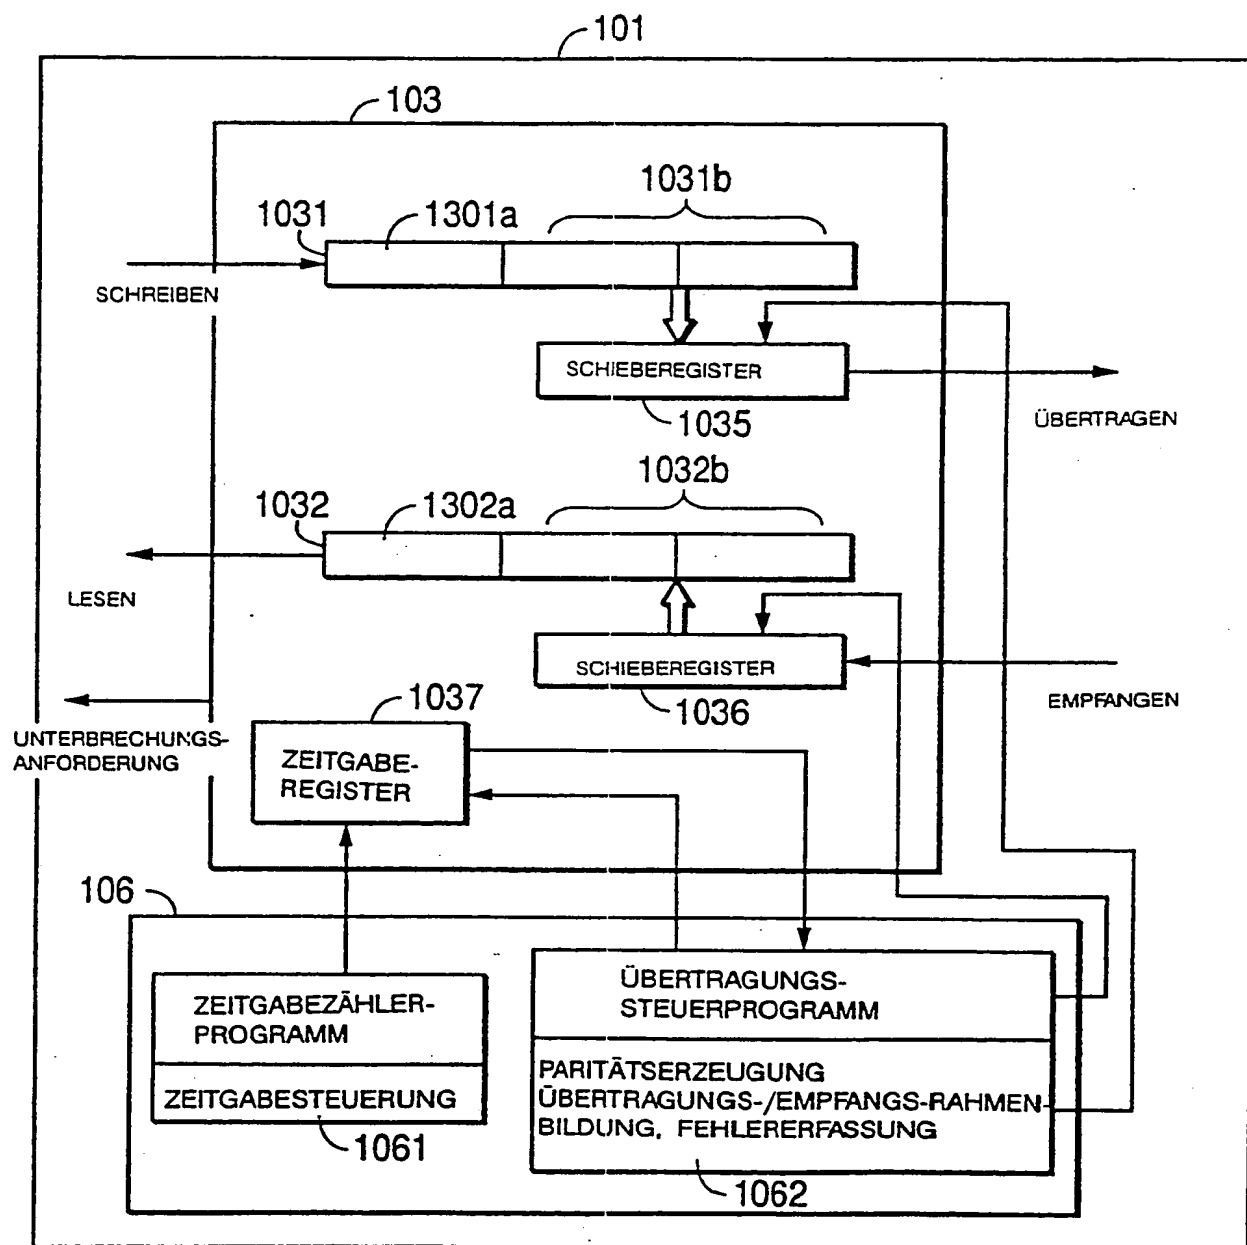 101
103
1031b
1031
1301a
SCHREIBEN
SCHIEBEREGISTER
1035
ÜBERTRAGEN
1032b
1032
1302a
LESEN
SCHIEBEREGISTER
1036
EMPFANGEN
1037
UNTERBRECHUNGS-
ANFORDERUNG
ZEITGABE-
REGISTER
106
ZEITGABEZÄHLER-
PROGRAMM
ZEITGABESTEUERUNG
1061
ÜBERTRAGUNGS-
STEUERPROGRAMM
PARITÄTSERZEUGUNG
ÜBERTRAGUNGS-/EMPFANGS-RAHMEN-
BILDUNG, FEHLERERFASSUNG
1062